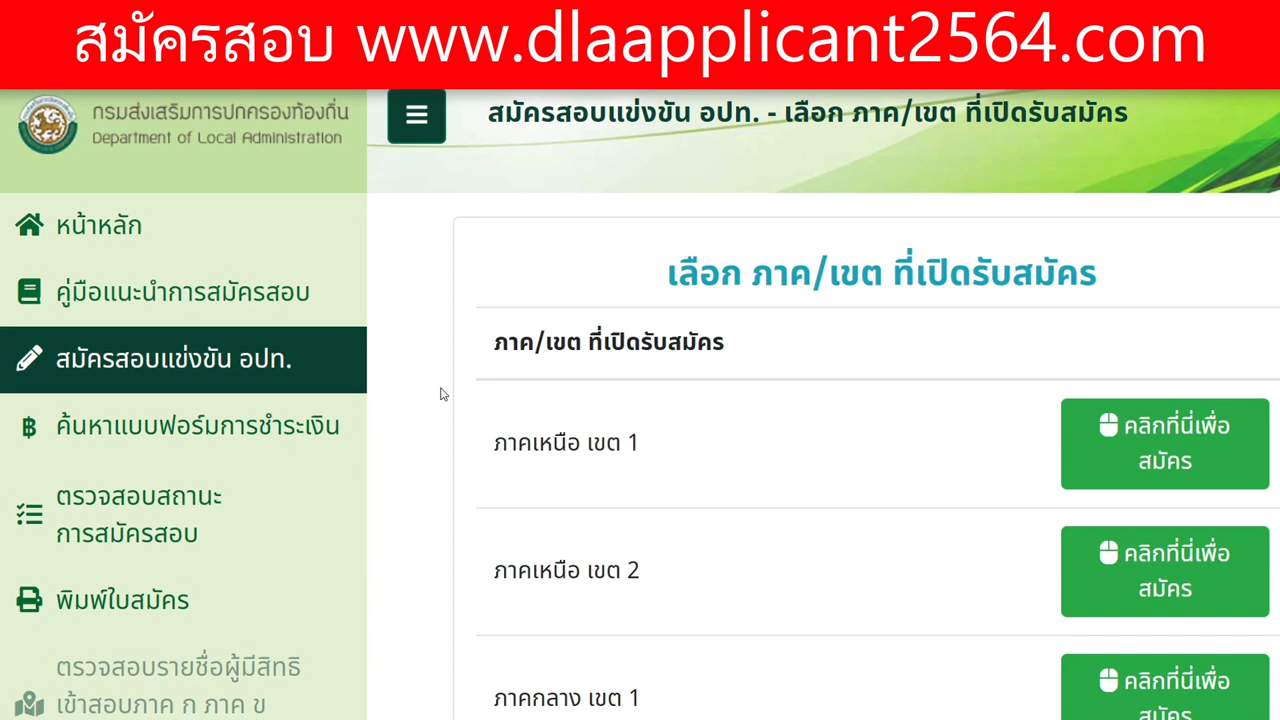 สมัครสอบ www.dlaapplicant2564.com
กรมส่งเสริมการปกครองท้องถิ่น
Department of Local Administration
สมัครสอบแข่งขัน อปท. - เลือก ภาค/เขต ที่เปิดรับสมัคร
หน้าหลัก
คู่มือแนะนำการสมัครสอบ
สมัครสอบแข่งขัน อปท.
ค้นหาแบบฟอร์มการชำระเงิน
ตรวจสอบสถานะ
การสมัครสอบ
พิมพ์ใบสมัคร
ตรวจสอบรายชื่อผู้มีสิทธิ
เข้าสอบภาค ก ภาค ข
เลือก ภาค/เขต ที่เปิดรับสมัคร
ภาค/เขต ที่เปิดรับสมัคร
ภาคเหนือ เขต 1
คลิกที่นี่เพื่อ
สมัคร
ภาคเหนือ เขต 2
คลิกที่นี่เพื่อ
สมัคร
ภาคกลาง เขต 1
คลิกที่นี่เพื่อ
สมัคร